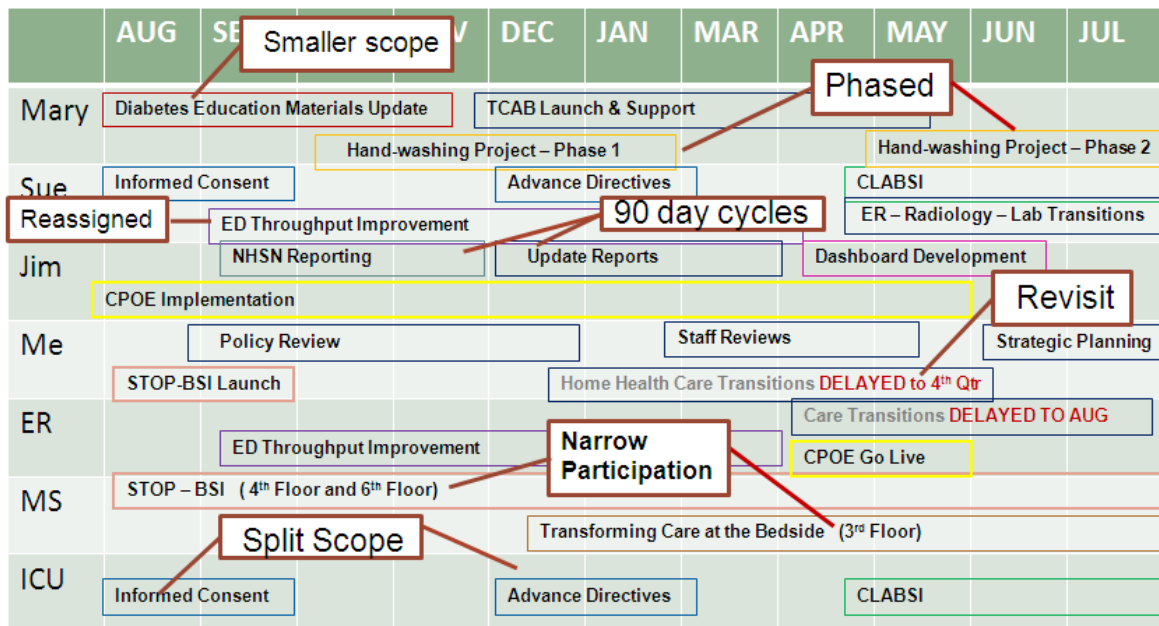 AUG SE V DEC JAN MAR APR MAY JUN JUL
Smaller scope
Phased
Mary
Diabetes Education Materials Update
TCAB Launch & Support
Hand-washing Project – Phase 1
Hand-washing Project – Phase 2
Sue
Informed Consent
Advance Directives
CLABSI
Reassigned
ED Throughput Improvement
90 day cycles
ER – Radiology – Lab Transitions
Jim
NHSN Reporting
Update Reports
Dashboard Development
CPOE Implementation
Revisit
Me
Policy Review
Staff Reviews
Strategic Planning
STOP-BSI Launch
Home Health Care Transitions DELAYED to 4th Qtr
ER
Care Transitions DELAYED TO AUG
ED Throughput Improvement
Narrow
Participation
CPOE Go Live
MS
STOP – BSI ( 4th Floor and 6th Floor)
Transforming Care at the Bedside (3rd Floor)
Split Scope
ICU
Informed Consent
Advance Directives
CLABSI